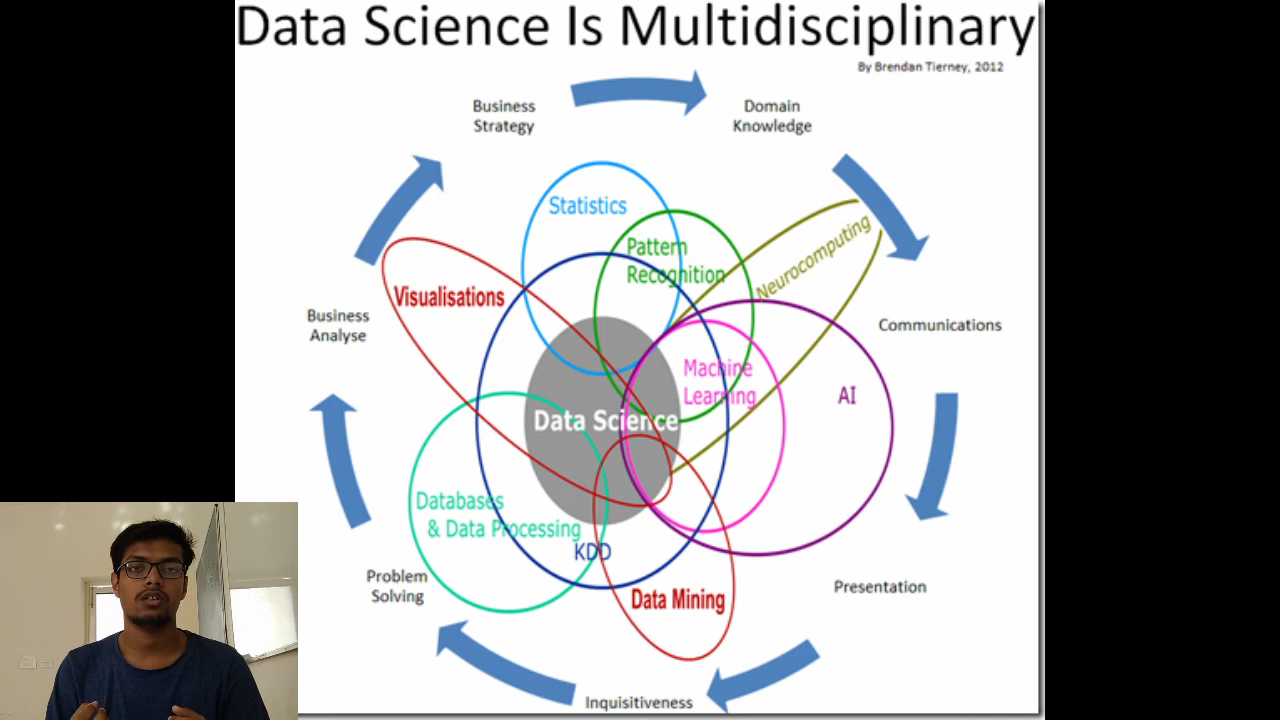 Data Science Is Multidisciplinary
By Brendan Tierney, 2012
Business
Strategy
Domain
Knowledge
Statistics
Pattern
Recognition
Neurocomputing
Visualisations
Business
Analyse
Communications
Machine
Learning
AI
Data Science
Databases
& Data Processing
KDD
Problem
Solving
Data Mining
Presentation
Inquisitiveness